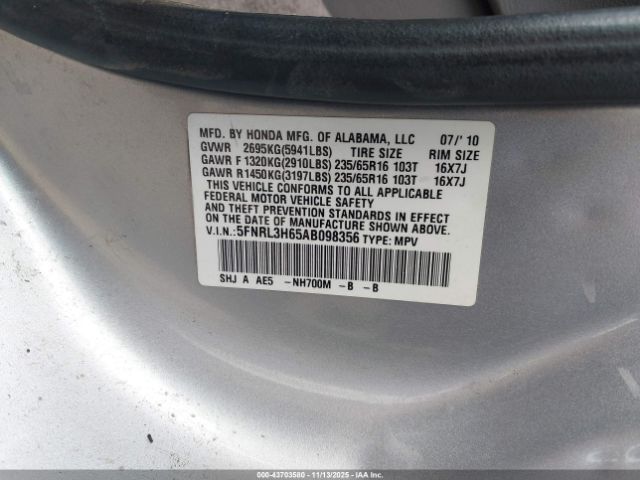 MFD. BY HONDA MFG. OF ALABAMA, LLC 07/' 10
GVWR 2695KG(5941LBS) TIRE SIZE RIM SIZE
GAWR F 1320KG(2910LBS) 235/65R16 103T 16X7J
GAWR R1450KG(3197LBS) 235/65R16 103T 16X7J
THIS VEHICLE CONFORMS TO ALL APPLICABLE
FEDERAL MOTOR VEHICLE SAFETY
AND THEFT PREVENTION STANDARDS IN EFFECT
ON THE DATE OF MANUFACTURE SHOWN ABOVE.
V.I.N.:5FNRL3H65AB098356 TYPE: MPV
SHJ A AE5 -NH700M -B -B
000-43703580 - 11/13/2025 - IAA, Inc.